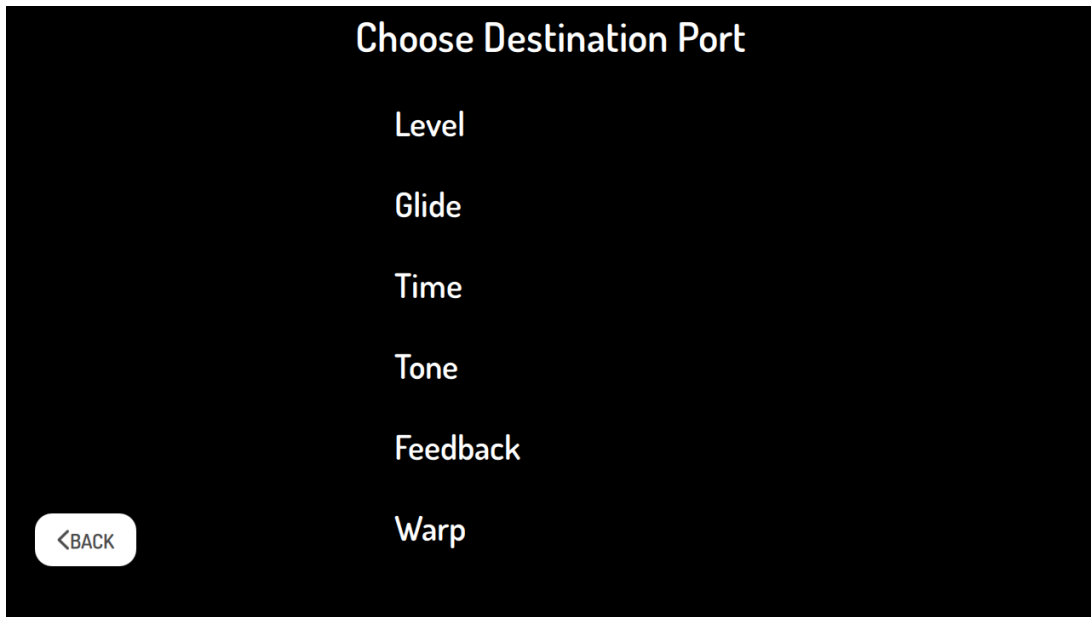 Choose Destination Port
Level
Glide
Time
Tone
Feedback
Warp
BACK